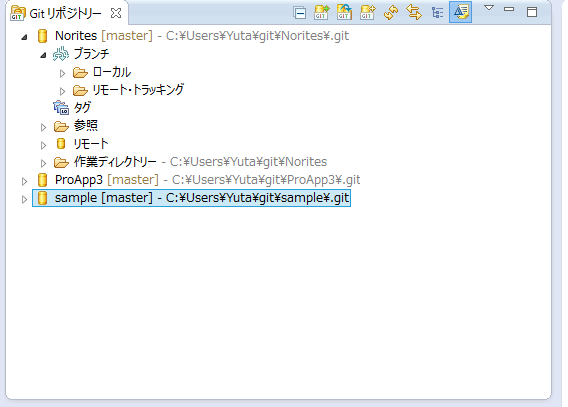 Git リポジトリー
Norites [master] - C:¥Users¥Yuta¥git¥Norites¥.git
ブランチ
ローカル
リモート・トラッキング
タグ
参照
リモート
作業ディレクトリー - C:¥Users¥Yuta¥git¥Norites
ProApp3 [master] - C:¥Users¥Yuta¥git¥ProApp3¥.git
sample [master] - C:¥Users¥Yuta¥git¥sample¥.git